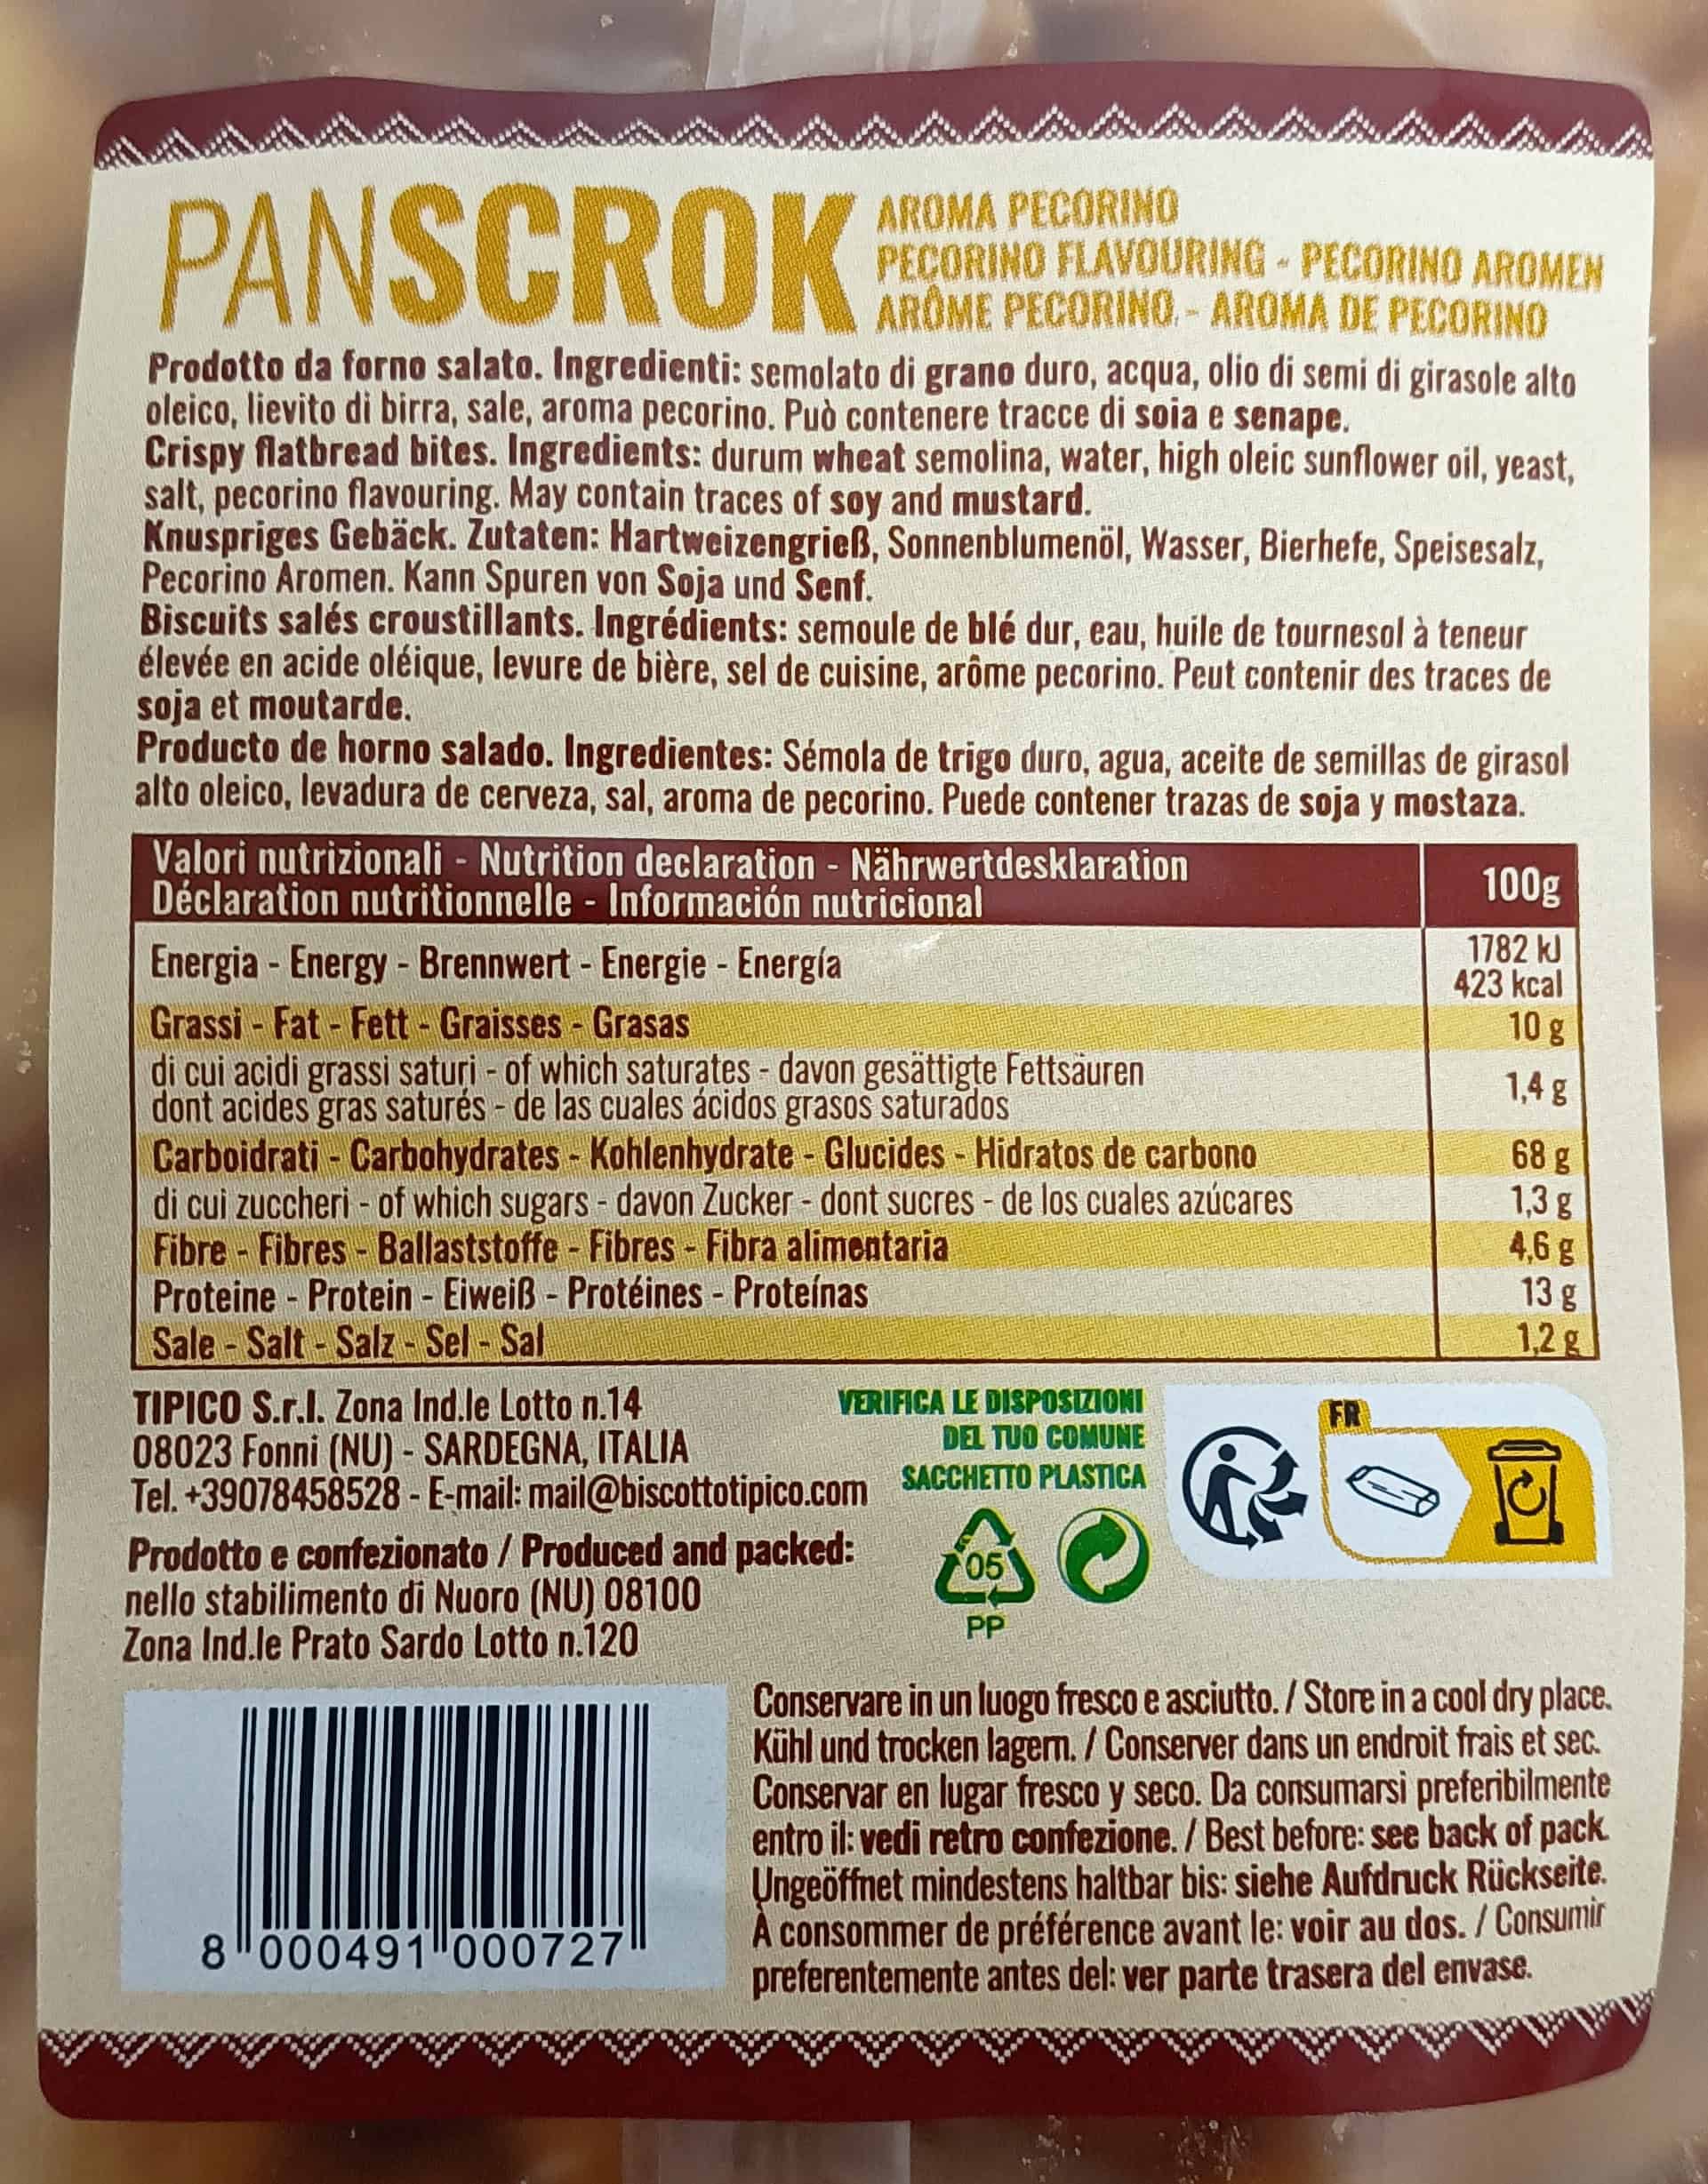 PANSCROK
AROMA PECORINO
PECORINO FLAVOURING - PECORINO AROMEN
ARÔME PECORINO - AROMA DE PECORINO
Prodotto da forno salato. Ingredienti: semolato di grano duro, acqua, olio di semi di girasole alto
oleico, lievito di birra, sale, aroma pecorino. Può contenere tracce di soia e senape.
Crispy flatbread bites. Ingredients: durum wheat semolina, water, high oleic sunflower oil, yeast,
salt, pecorino flavouring. May contain traces of soy and mustard.
Knuspriges Gebäck. Zutaten: Hartweizengrieß, Sonnenblumenöl, Wasser, Bierhefe, Speisesalz,
Pecorino Aromen. Kann Spuren von Soja und Senf.
Biscuits salés croustillants. Ingrédients: semoule de blé dur, eau, huile de tournesol à teneur
élevée en acide oléique, levure de bière, sel de cuisine, arôme pecorino. Peut contenir des traces de
soja et moutarde.
Producto de horno salado. Ingredientes: Sémola de trigo duro, agua, aceite de semillas de girasol
alto oleico, levadura de cerveza, sal, aroma de pecorino. Puede contener trazas de soja y mostaza.
Valori nutrizionali - Nutrition declaration - Nährwertdesklaration
Déclaration nutritionnelle - Información nutricional
100g
Energia - Energy - Brennwert - Energie - Energía
1782 kJ
423 kcal
Grassi - Fat - Fett - Graisses - Grasas 10 g
di cui acidi grassi saturi - of which saturates - davon gesättigte Fettsäuren
dont acides gras saturés - de las cuales ácidos grasos saturados
1,4 g
Carboidrati - Carbohydrates - Kohlenhydrate - Glucides - Hidratos de carbono 68 g
di cui zuccheri - of which sugars - davon Zucker - dont sucres - de los cuales azúcares 1,3 g
Fibre - Fibres - Ballaststoffe - Fibres - Fibra alimentaria 4,6 g
Proteine - Protein - Eiweiß - Protéines - Proteínas 13 g
Sale - Salt - Salz - Sel - Sal 1,2 g
TIPICO S.r.l. Zona Ind.le Lotto n.14
08023 Fonni (NU) - SARDEGNA, ITALIA
Tel. +39078458528 - E-mail: mail@biscottotipico.com
Prodotto e confezionato / Produced and packed:
nello stabilimento di Nuoro (NU) 08100
Zona Ind.le Prato Sardo Lotto n.120
VERIFICA LE DISPOSIZIONI
DEL TUO COMUNE
SACCHETTO PLASTICA
05
PP
FR
8 000491 000727
Conservare in un luogo fresco e asciutto. / Store in a cool dry place.
Kühl und trocken lagern. / Conserver dans un endroit frais et sec.
Conservar en lugar fresco y seco. Da consumarsi preferibilmente
entro il: vedi retro confezione. / Best before: see back of pack.
Ungeöffnet mindestens haltbar bis: siehe Aufdruck Rückseite.
À consommer de préférence avant le: voir au dos. / Consumir
preferentemente antes del: ver parte trasera del envase.